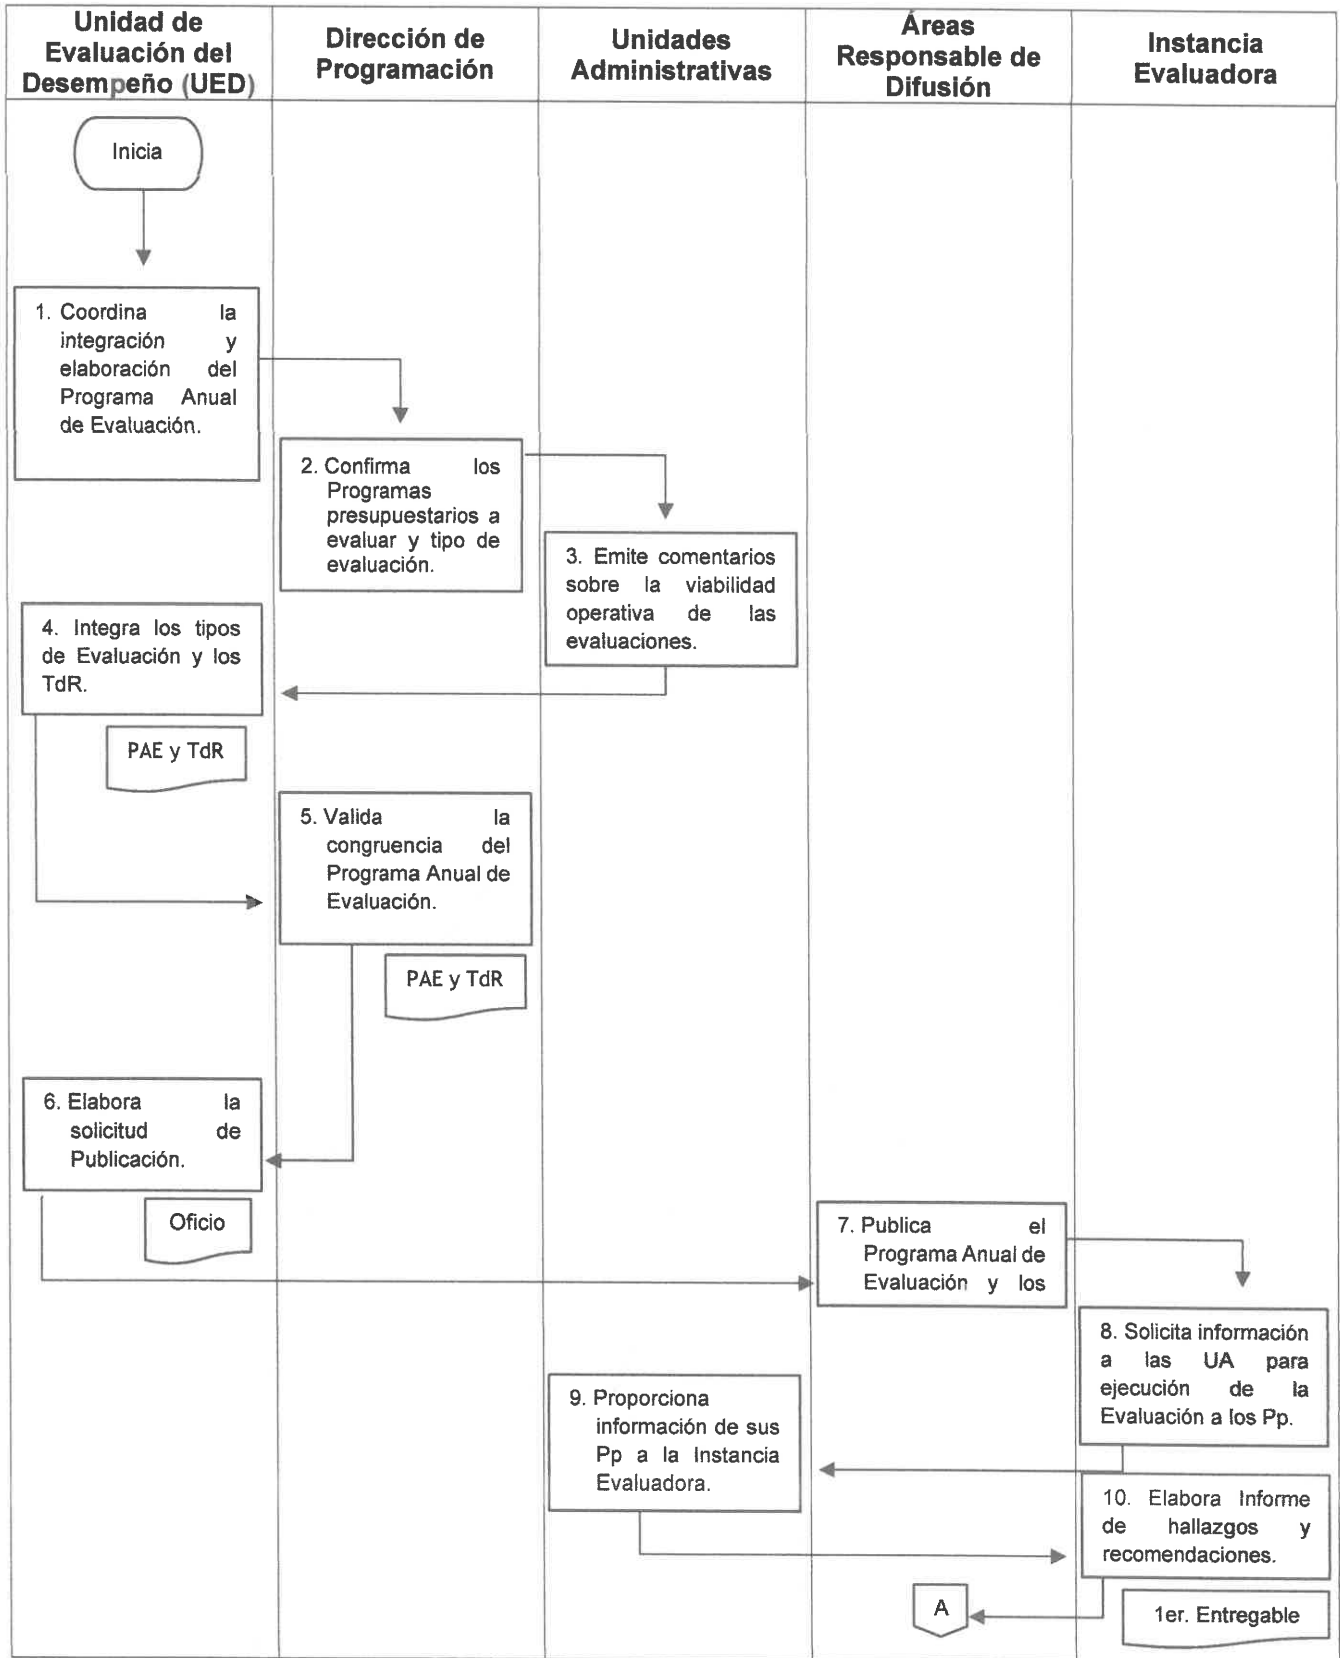 Unidad de
Evaluación del
Desempeño (UED)
Dirección de
Programación
Unidades
Administrativas
Áreas
Responsable de
Difusión
Instancia
Evaluadora
Inicia
1. Coordina la
integración y
elaboración del
Programa Anual
de Evaluación.
2. Confirma los
Programas
presupuestarios a
evaluar y tipo de
evaluación.
3. Emite comentarios
sobre la viabilidad
operativa de las
evaluaciones.
4. Integra los tipos
de Evaluación y los
TdR.
PAE y TdR
5. Valida la
congruencia del
Programa Anual de
Evaluación.
PAE y TdR
6. Elabora la
solicitud de
Publicación.
Oficio
7. Publica el
Programa Anual de
Evaluación y los
8. Solicita información
a las UA para
ejecución de la
Evaluación a los Pp.
9. Proporciona
información de sus
Pp a la Instancia
Evaluadora.
10. Elabora Informe
de hallazgos y
recomendaciones.
A
1er. Entregable